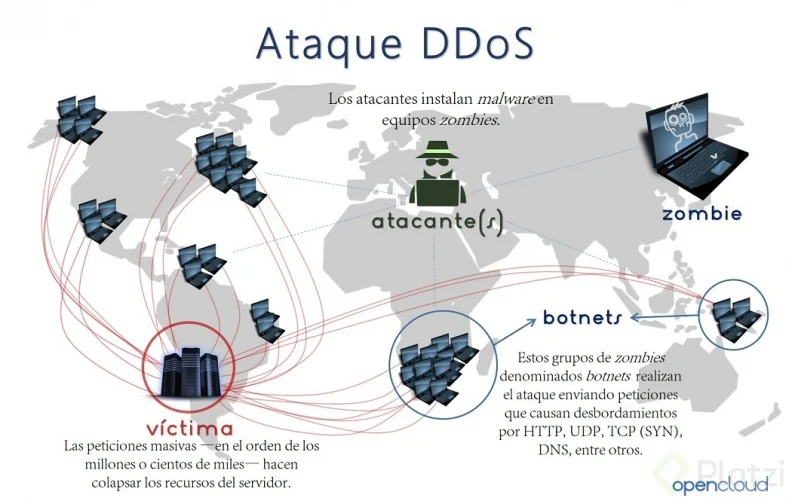 Ataque DDoS
Los atacantes instalan malware en
equipos zombies.
atacante(s)
zombie
botnets
Estos grupos de zombies
denominados botnets realizan
el ataque enviando peticiones
que causan desbordamientos
por HTTP, UDP, TCP (SYN),
DNS, entre otros.
víctima
Las peticiones masivas —en el orden de los
millones o cientos de miles— hacen
colapsar los recursos del servidor.
Platzi
opencloud